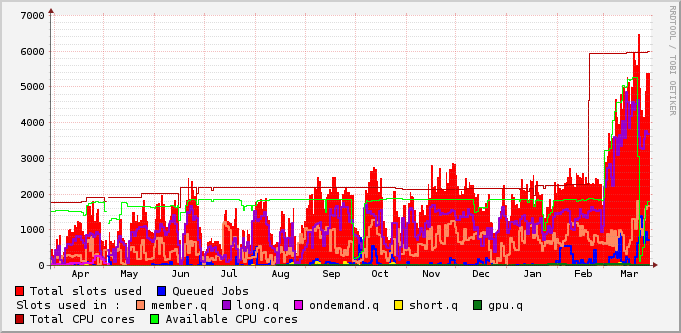 7000
6000
5000
4000
3000
2000
1000
0
Apr May Jun Jul Aug Sep Oct Nov Dec Jan Feb Mar
RRDTOOL / TOBI OETIKER
Total slots used Queued Jobs
Slots used in : member.q long.q ondemand.q short.q gpu.q
Total CPU cores Available CPU cores